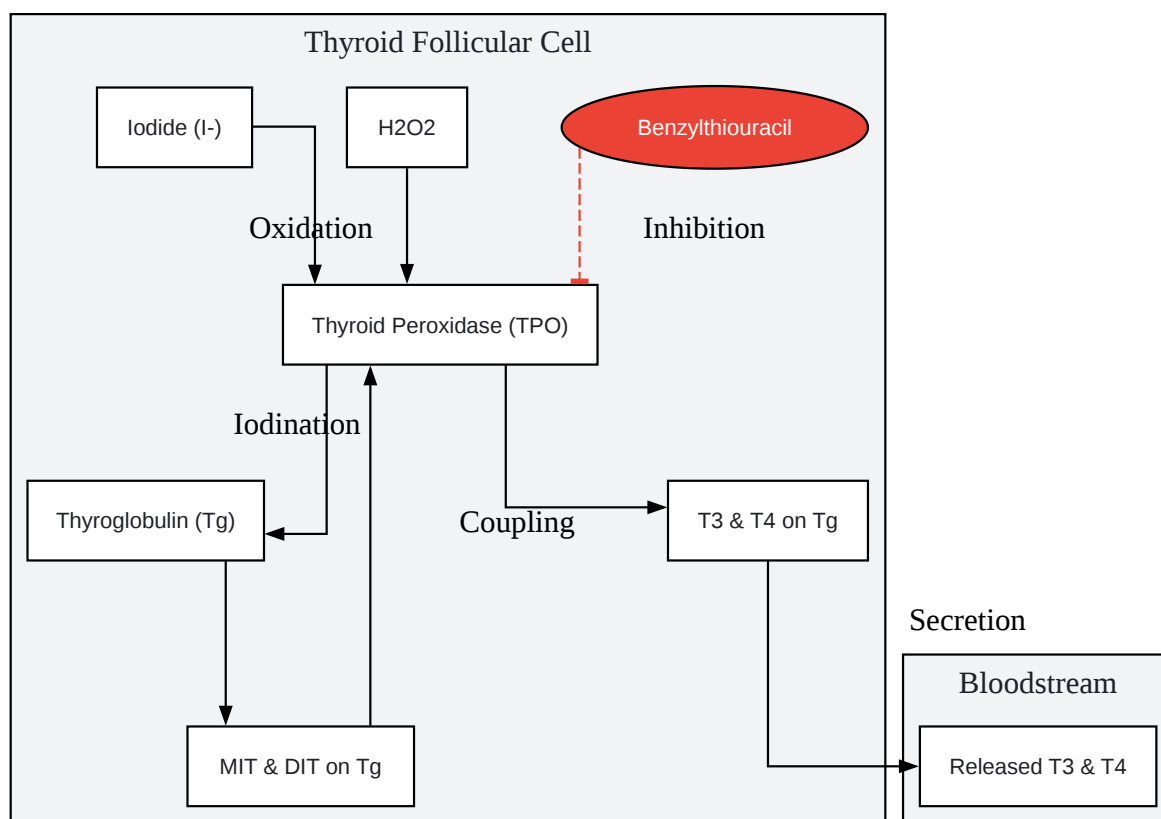 Thyroid Follicular Cell
Iodide (I-)
H2O2
Benzylthiouracil
Oxidation
Inhibition
Thyroid Peroxidase (TPO)
Iodination
Thyroglobulin (Tg)
Coupling
T3 & T4 on Tg
Secretion
Bloodstream
MIT & DIT on Tg
Released T3 & T4